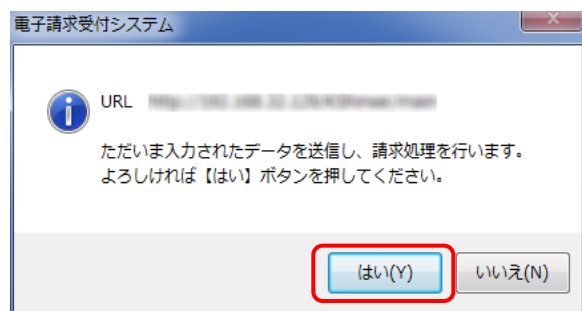 電子請求受付システム
URL
ただいま入力されたデータを送信し、請求処理を行います。
よろしければ【はい】ボタンを押してください。
はい(Y)
いいえ(N)